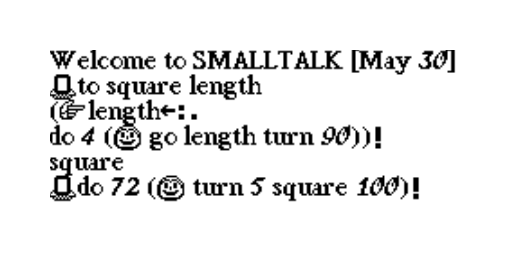 Welcome to SMALLTALK [May 30]
to square length
(☞length←:.
do 4 (☺ go length turn 90))!
square
do 72 (☺ turn 5 square 100)!